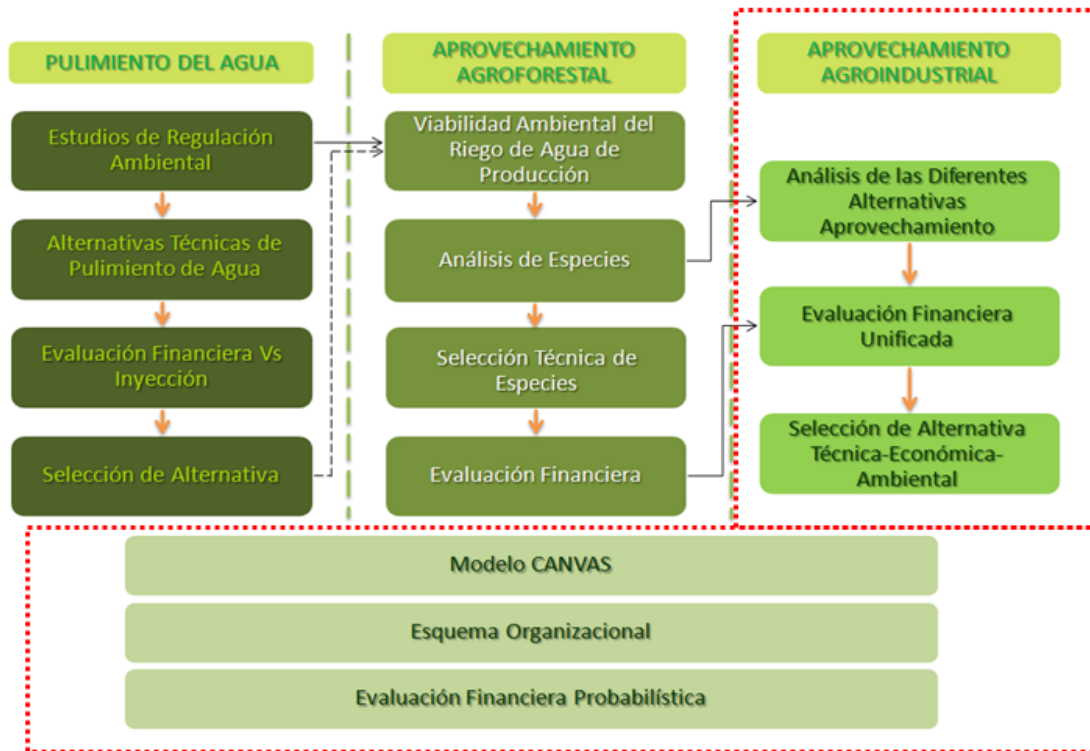 PULIMIENTO DEL AGUA
Estudios de Regulación
Ambiental
Alternativas Técnicas de
Pulimiento de Agua
Evaluación Financiera Vs
Inyección
Selección de Alternativa
APROVECHAMIENTO
AGROFORESTAL
Viabilidad Ambiental del
Riego de Agua de
Producción
Análisis de Especies
Selección Técnica de
Especies
Evaluación Financiera
APROVECHAMIENTO
AGROINDUSTRIAL
Análisis de las Diferentes
Alternativas
Aprovechamiento
Evaluación Financiera
Unificada
Selección de Alternativa
Técnica-Económica-
Ambiental
Modelo CANVAS
Esquema Organizacional
Evaluación Financiera Probabilística